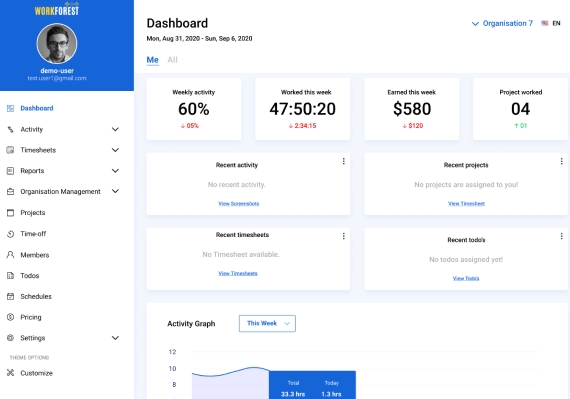 WORKFOREST
demo-user
test.user1@gmail.com
Dashboard
Activity
Timesheets
Reports
Organisation Management
Projects
Time-off
Members
Todos
Schedules
Pricing
Settings
THEME OPTIONS
Customize
Dashboard
Mon, Aug 31, 2020 - Sun, Sep 6, 2020
Organisation 7
EN
Me All
Weekly activity
60%
↓ 05%
Worked this week
47:50:20
↓ 2:34:15
Earned this week
$580
↓ $120
Project worked
04
↑ 01
Recent activity
No recent activity.
View Screenshots
Recent projects
No projects are assigned to you!
View Timesheet
Recent timesheets
No Timesheet available.
View Timesheets
Recent todo's
No todos assigned yet!
View Todo's
Activity Graph
This Week
12
10
8
Total Today
33.3 hrs 1.3 hrs